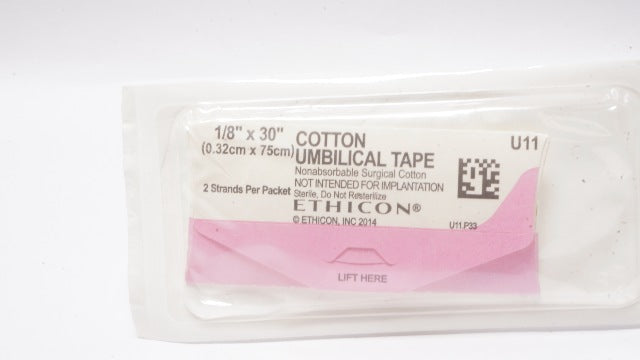 1/8" x 30"
(0.32cm x 75cm)
2 Strands Per Packet
COTTON
UMBILICAL TAPE
Nonabsorbable Surgical Cotton
NOT INTENDED FOR IMPLANTATION
Sterile, Do Not Resterilize
ETHICON®
© ETHICON, INC 2014
U11
U11.P33
LIFT HERE